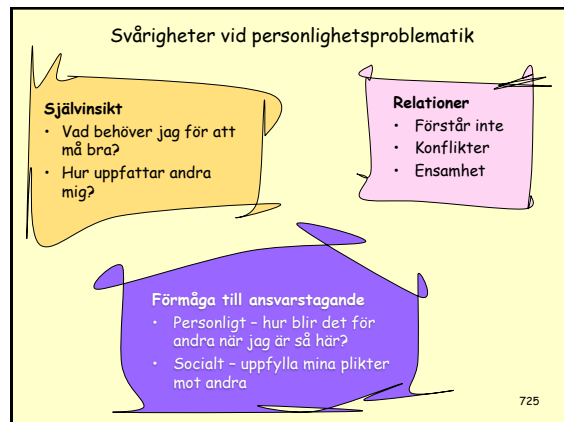 Svårigheter vid personlighetsproblematik
Självinsikt
• Vad behöver jag för att
må bra?
• Hur uppfattar andra
mig?
Relationer
• Förstår inte
• Konflikter
• Ensamhet
Förmåga till ansvarstagande
• Personligt – hur blir det för
andra när jag är så här?
• Socialt – uppfylla mina plikter
mot andra
725